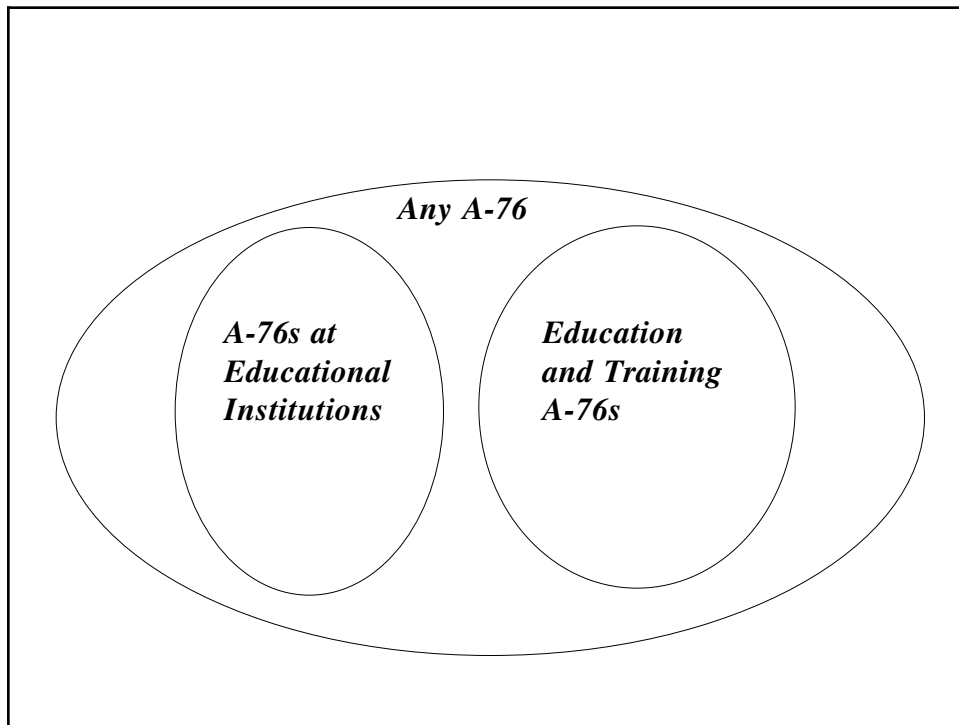 Any A-76
A-76s at
Educational
Institutions
Education
and Training
A-76s